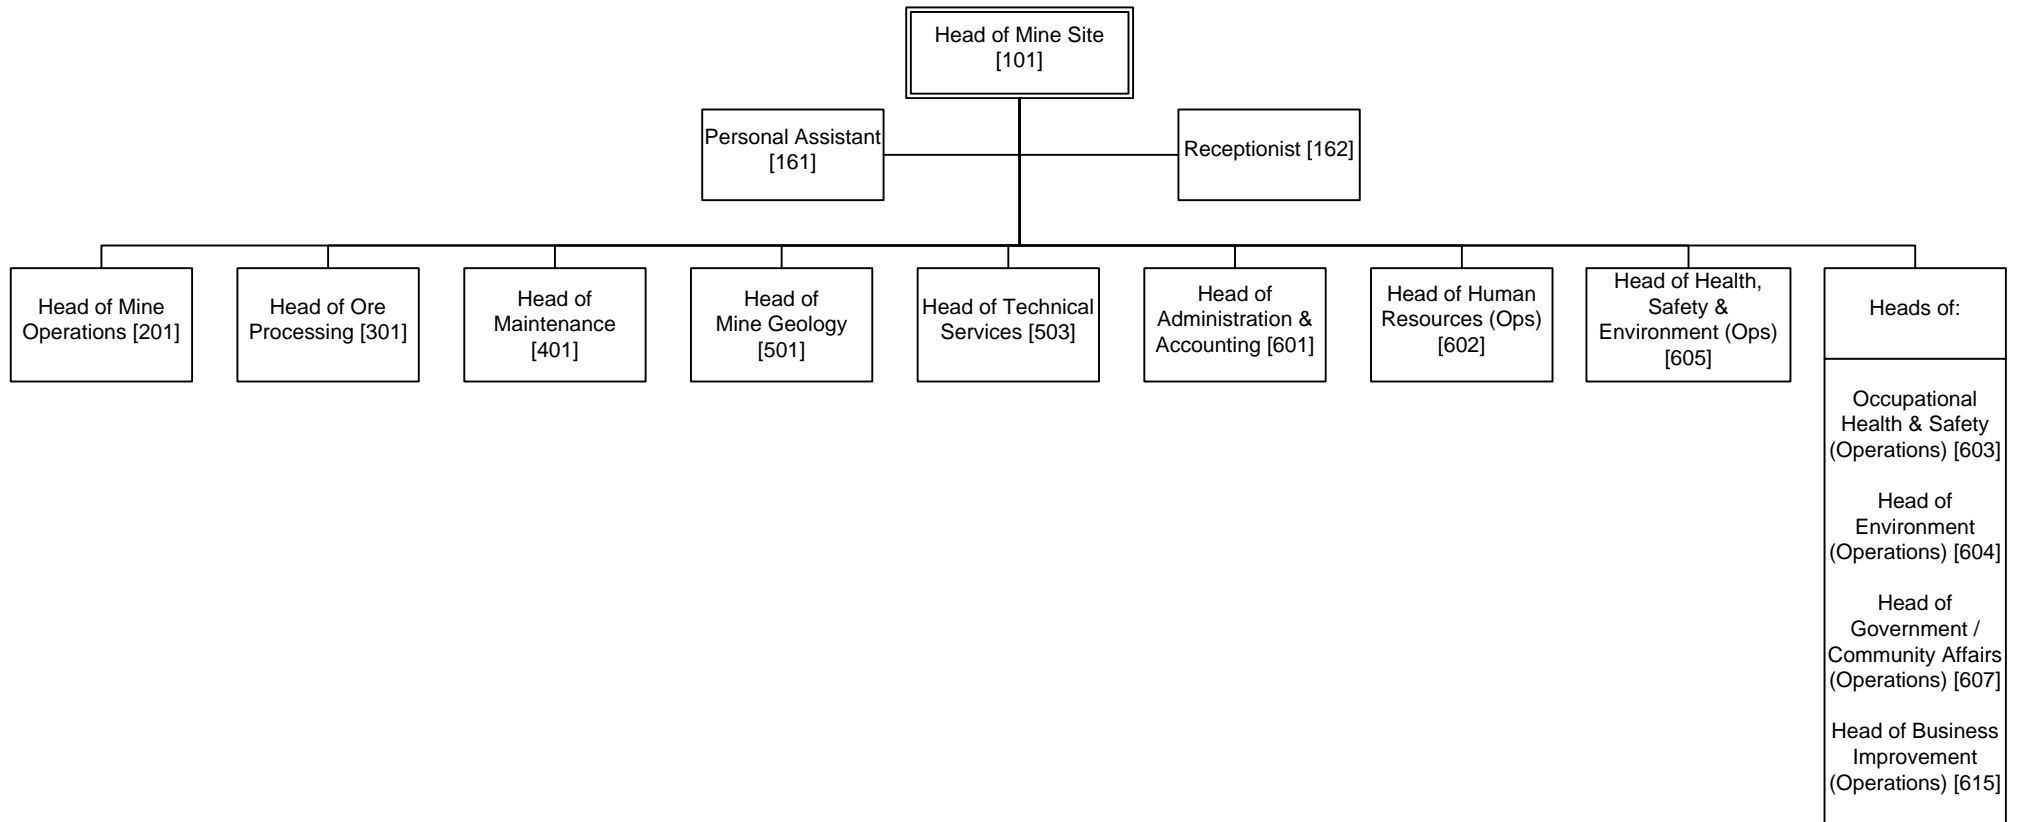 Head of Mine Site
[101]
Personal Assistant
[161]
Receptionist [162]
Head of Mine
Operations [201]
Head of Ore
Processing [301]
Head of
Maintenance
[401]
Head of
Mine Geology
[501]
Head of Technical
Services [503]
Head of
Administration &
Accounting [601]
Head of Human
Resources (Ops)
[602]
Head of Health,
Safety &
Environment (Ops)
[605]
Heads of:
Occupational
Health & Safety
(Operations) [603]
Head of
Environment
(Operations) [604]
Head of
Government /
Community Affairs
(Operations) [607]
Head of Business
Improvement
(Operations) [615]